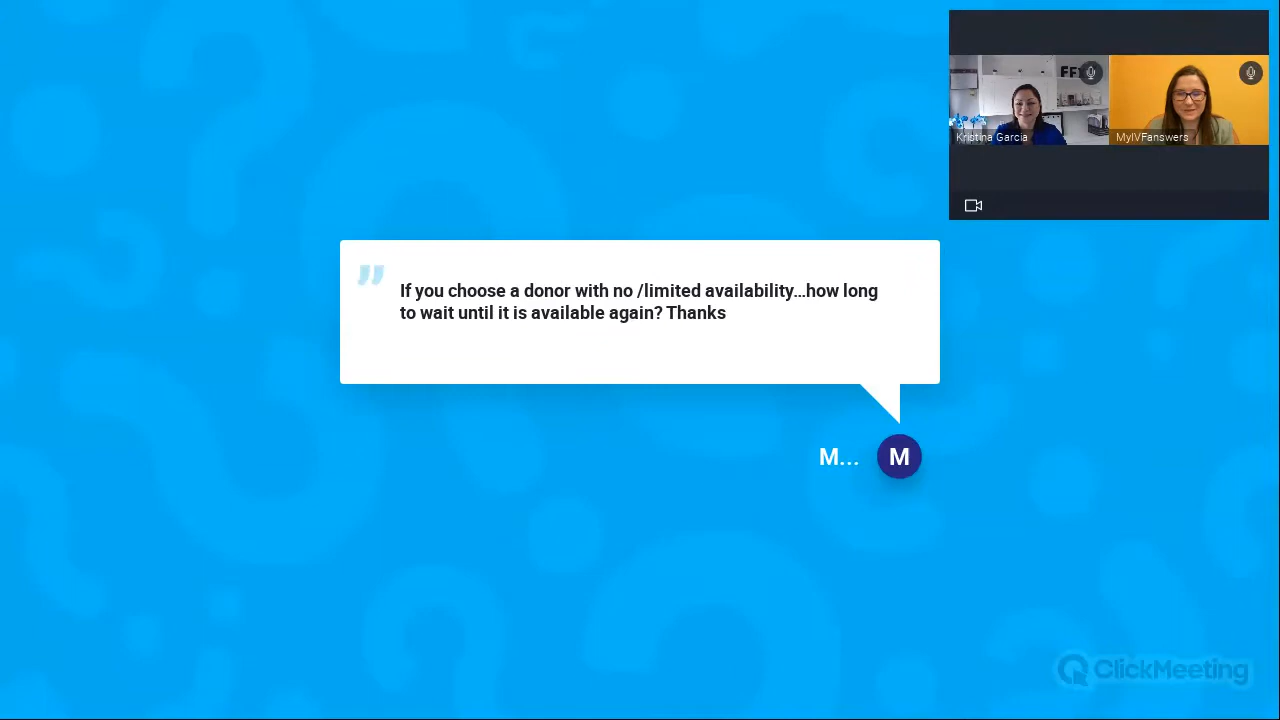 FF
Kristina Garcia
MyIVFanswers
If you choose a donor with no /limited availability…how long
to wait until it is available again? Thanks
M...
M
ClickMeeting